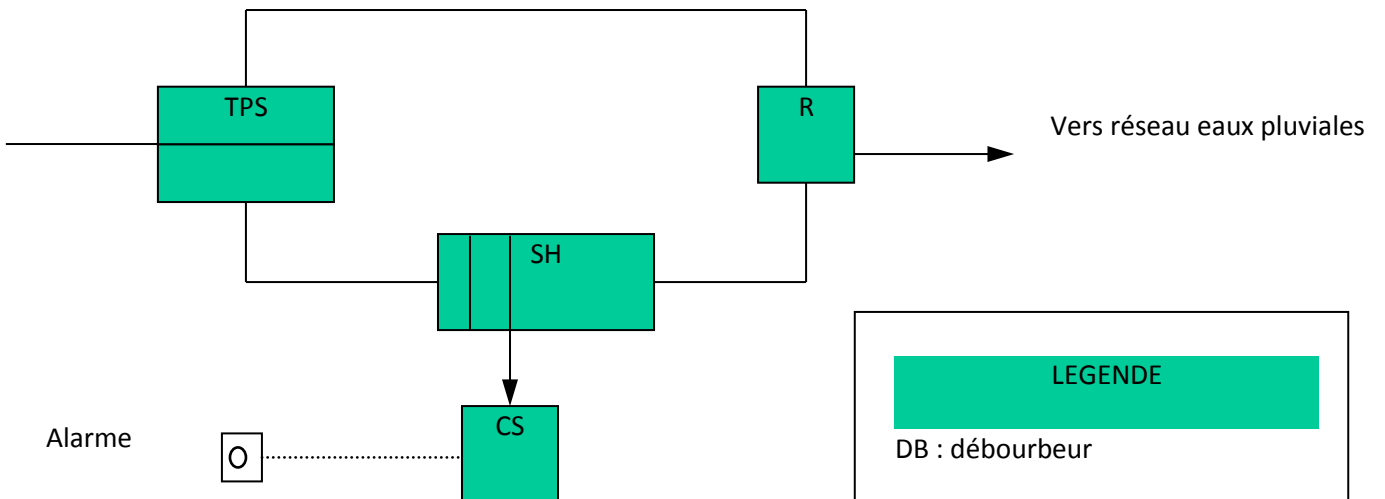 TPS
R
Vers réseau eaux pluviales
SH
LEGENDE
CS
Alarme
DB : débourbeur